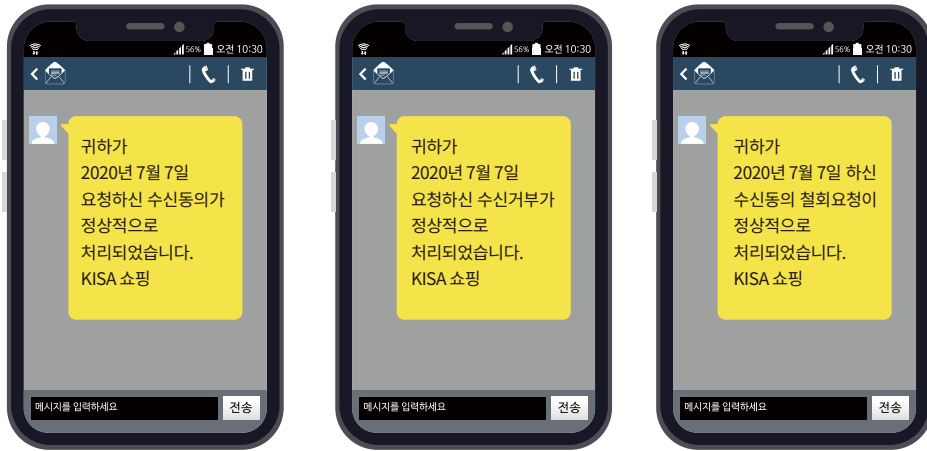 56% 오전 10:30
귀하가
2020년 7월 7일
요청하신 수신동의가
정상적으로
처리되었습니다.
KISA 쇼핑
메시지를 입력하세요 전송
56% 오전 10:30
귀하가
2020년 7월 7일
요청하신 수신거부가
정상적으로
처리되었습니다.
KISA 쇼핑
메시지를 입력하세요 전송
56% 오전 10:30
귀하가
2020년 7월 7일 하신
수신동의 철회요청이
정상적으로
처리되었습니다.
KISA 쇼핑
메시지를 입력하세요 전송